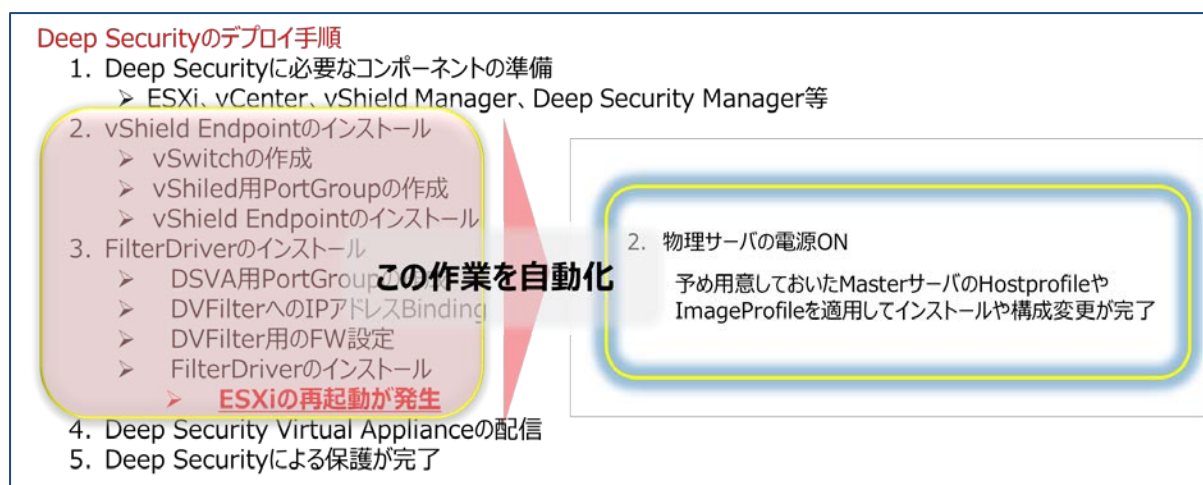 Deep Securityのデプロイ手順
1. Deep Securityに必要なコンポーネントの準備
➢ ESXi、vCenter、vShield Manager、Deep Security Manager等
2. vShield Endpointのインストール
➢ vSwitchの作成
➢ vShiled用PortGroupの作成
➢ vShield Endpointのインストール
3. FilterDriverのインストール
➢ DSVA用PortGroup
➢ DVFilterへのIPアドレスBinding
➢ DVFilter用のFW設定
➢ FilterDriverのインストール
➢ ESXiの再起動が発生
4. Deep Security Virtual Applianceの配信
5. Deep Securityによる保護が完了
この作業を自動化
2. 物理サーバの電源ON
予め用意しておいたMasterサーバのHostprofileや
ImageProfileを適用してインストールや構成変更が完了